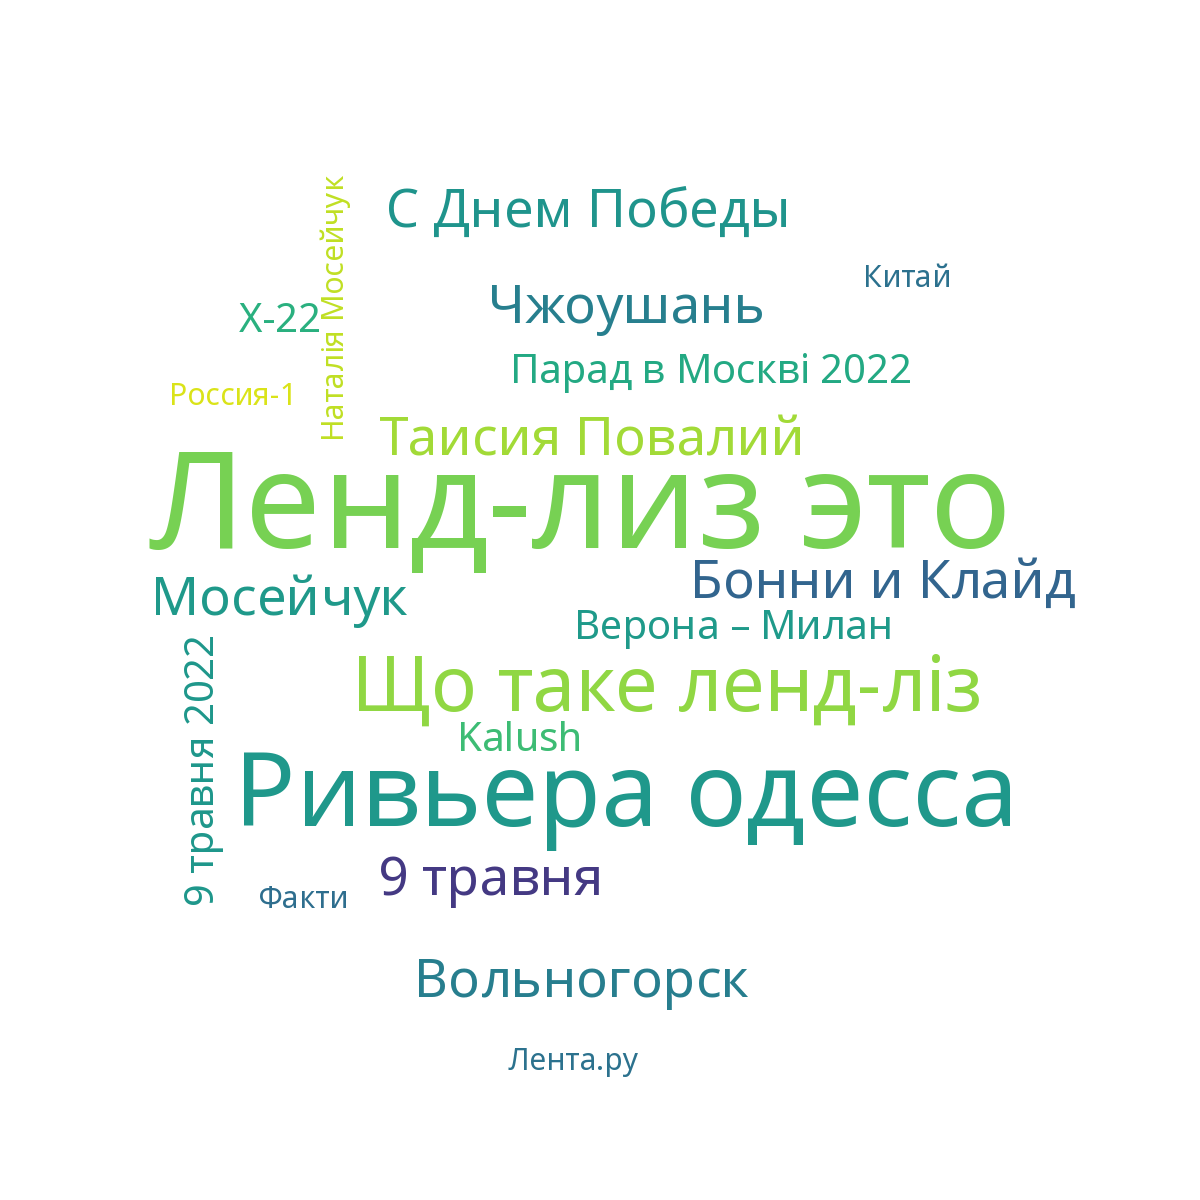 С Днем Победы
Наталія Мосейчук
Китай
Чжоушань
Х-22
Парад в Москві 2022
Россия-1
Таисия Повалий
Ленд-лиз это
Бонни и Клайд
Мосейчук
Верона – Милан
Що таке ленд-ліз
9 травня 2022
Kalush
Ривьера одесса
9 травня
Факти
Вольногорск
Лента.ру